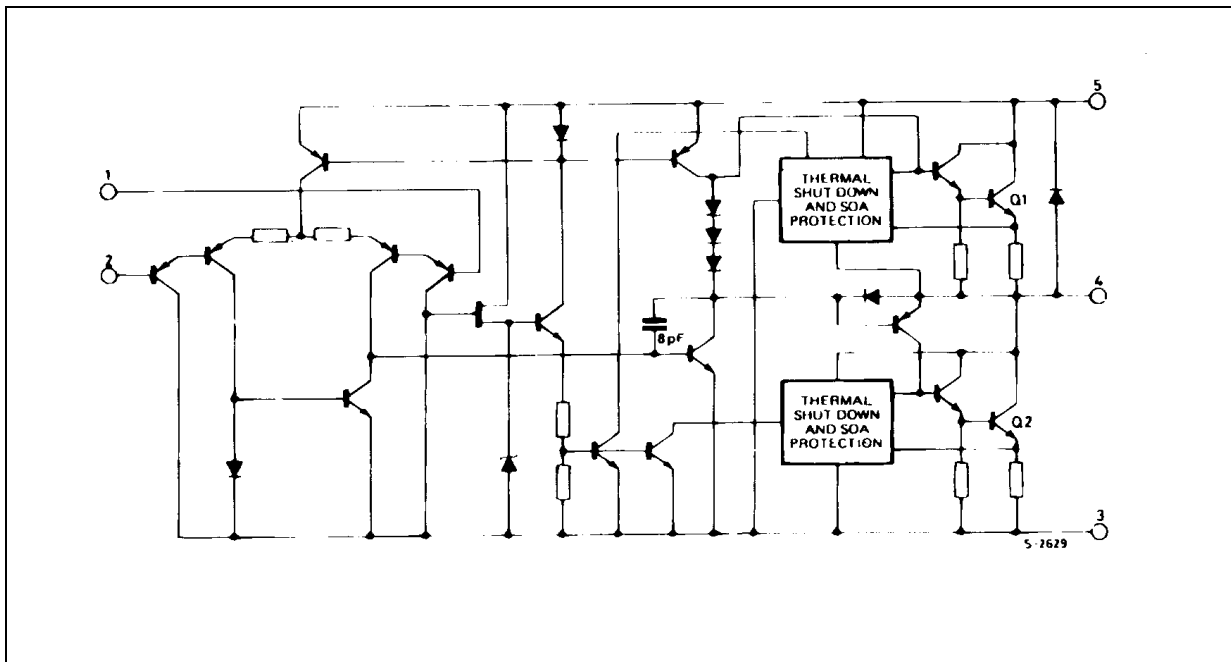 5
1
THERMAL
SHUT DOWN
AND SOA
PROTECTION
Q1
2
4
8pF
THERMAL
SHUT DOWN
AND SOA
PROTECTION
Q2
3
S-2629